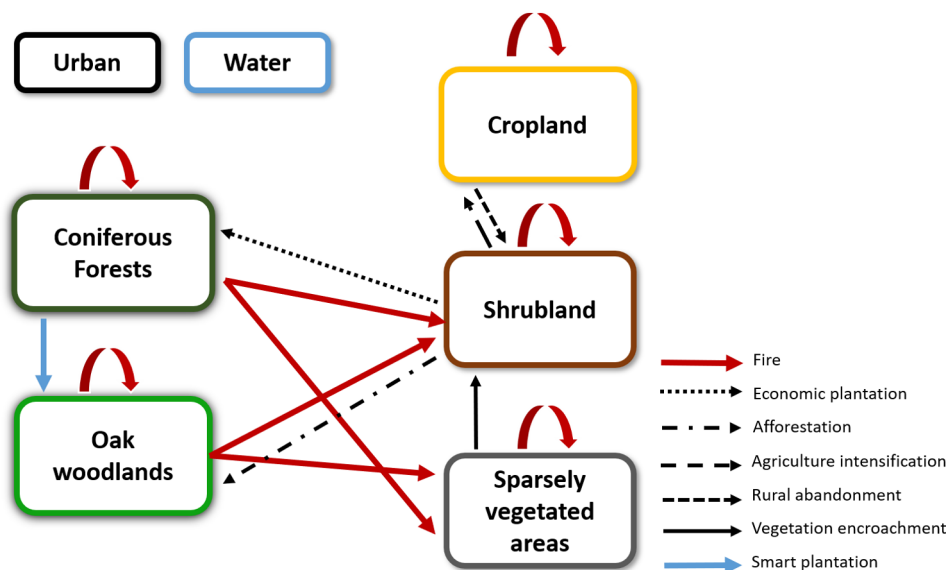 Urban
Water
Cropland
Coniferous
Forests
Shrubland
Oak
woodlands
Sparsely
vegetated
areas
Fire
Economic plantation
Afforestation
Agriculture intensification
Rural abandonment
Vegetation encroachment
Smart plantation